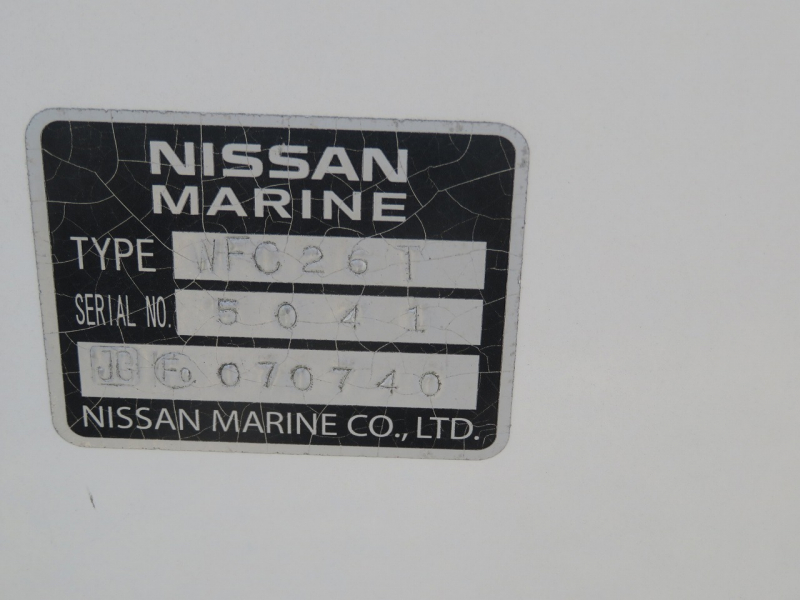 NISSAN
MARINE
TYPE WFC26T
SERIAL NO. 5041
JG Fo. 070740
NISSAN MARINE CO., LTD.